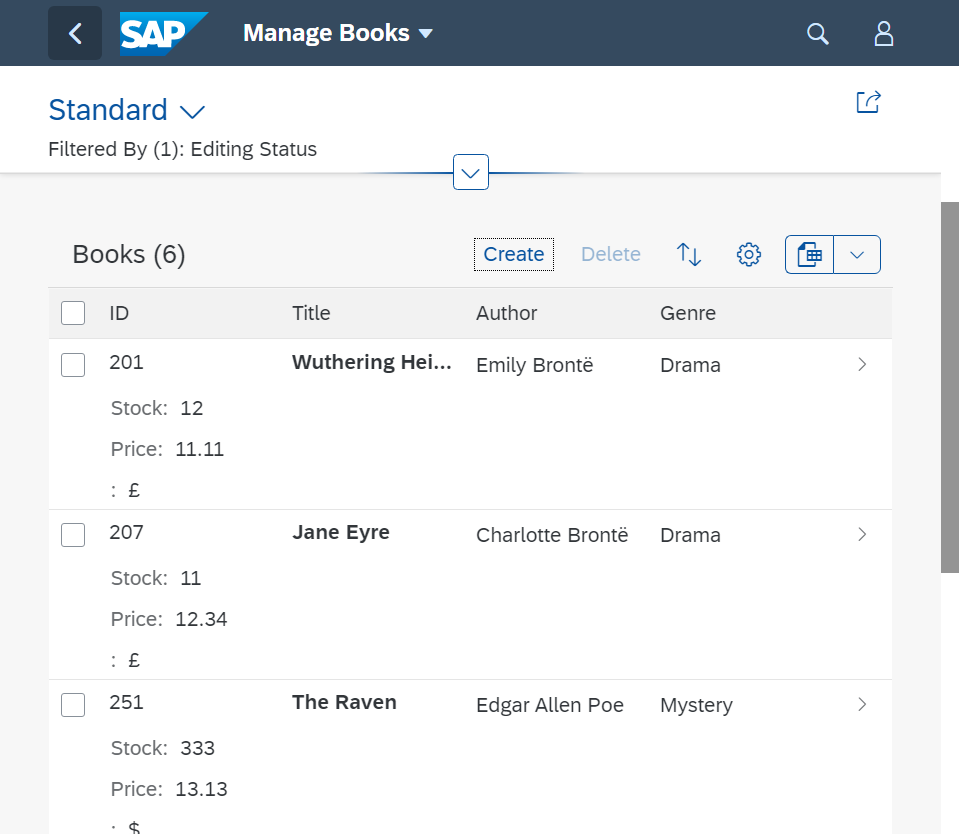 SAP Manage Books
Standard
Filtered By (1): Editing Status
Books (6) Create Delete
ID Title Author Genre
201 Wuthering Hei... Emily Brontë Drama
Stock: 12
Price: 11.11
: £
207 Jane Eyre Charlotte Brontë Drama
Stock: 11
Price: 12.34
: £
251 The Raven Edgar Allen Poe Mystery
Stock: 333
Price: 13.13
: $